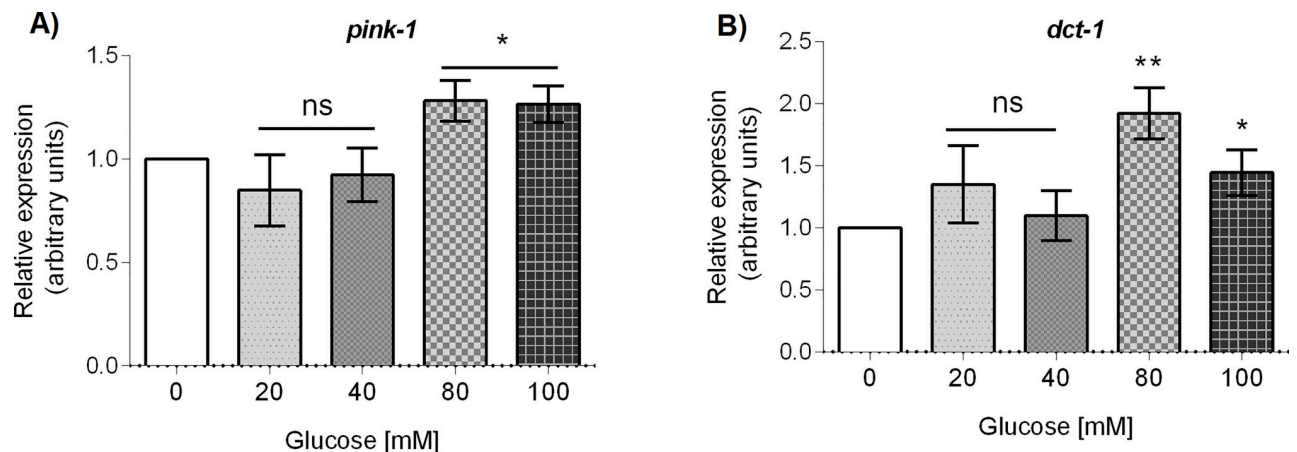 A)
pink-1
Relative expression
(arbitrary units)
1.5
1.0
0.5
0.0
ns
*
0
20
40
80
100
Glucose [mM]
B)
dct-1
Relative expression
(arbitrary units)
2.5
2.0
1.5
1.0
0.5
0.0
ns
**
*
0
20
40
80
100
Glucose [mM]